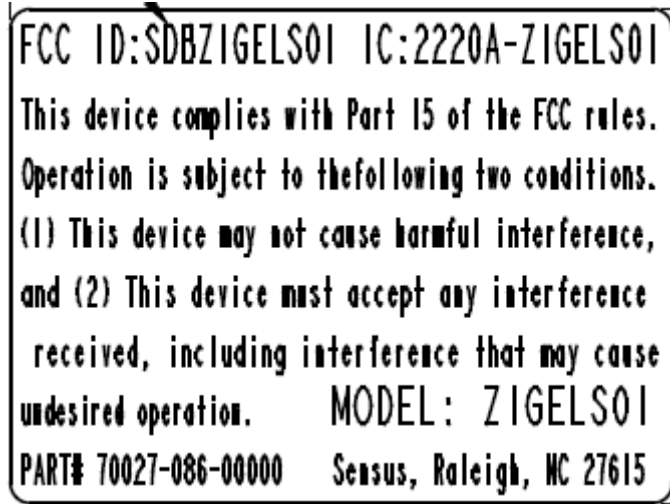 FCC ID:SDBZIGELS01 IC:2220A-ZIGELS01
This device complies with Part 15 of the FCC rules.
Operation is subject to thefollowing two conditions.
(1) This device may not cause harmful interference,
and (2) This device must accept any interference
received, including interference that may cause
undesired operation. MODEL: ZIGELS01
PART# 70027-086-00000 Sensus, Raleigh, NC 27615